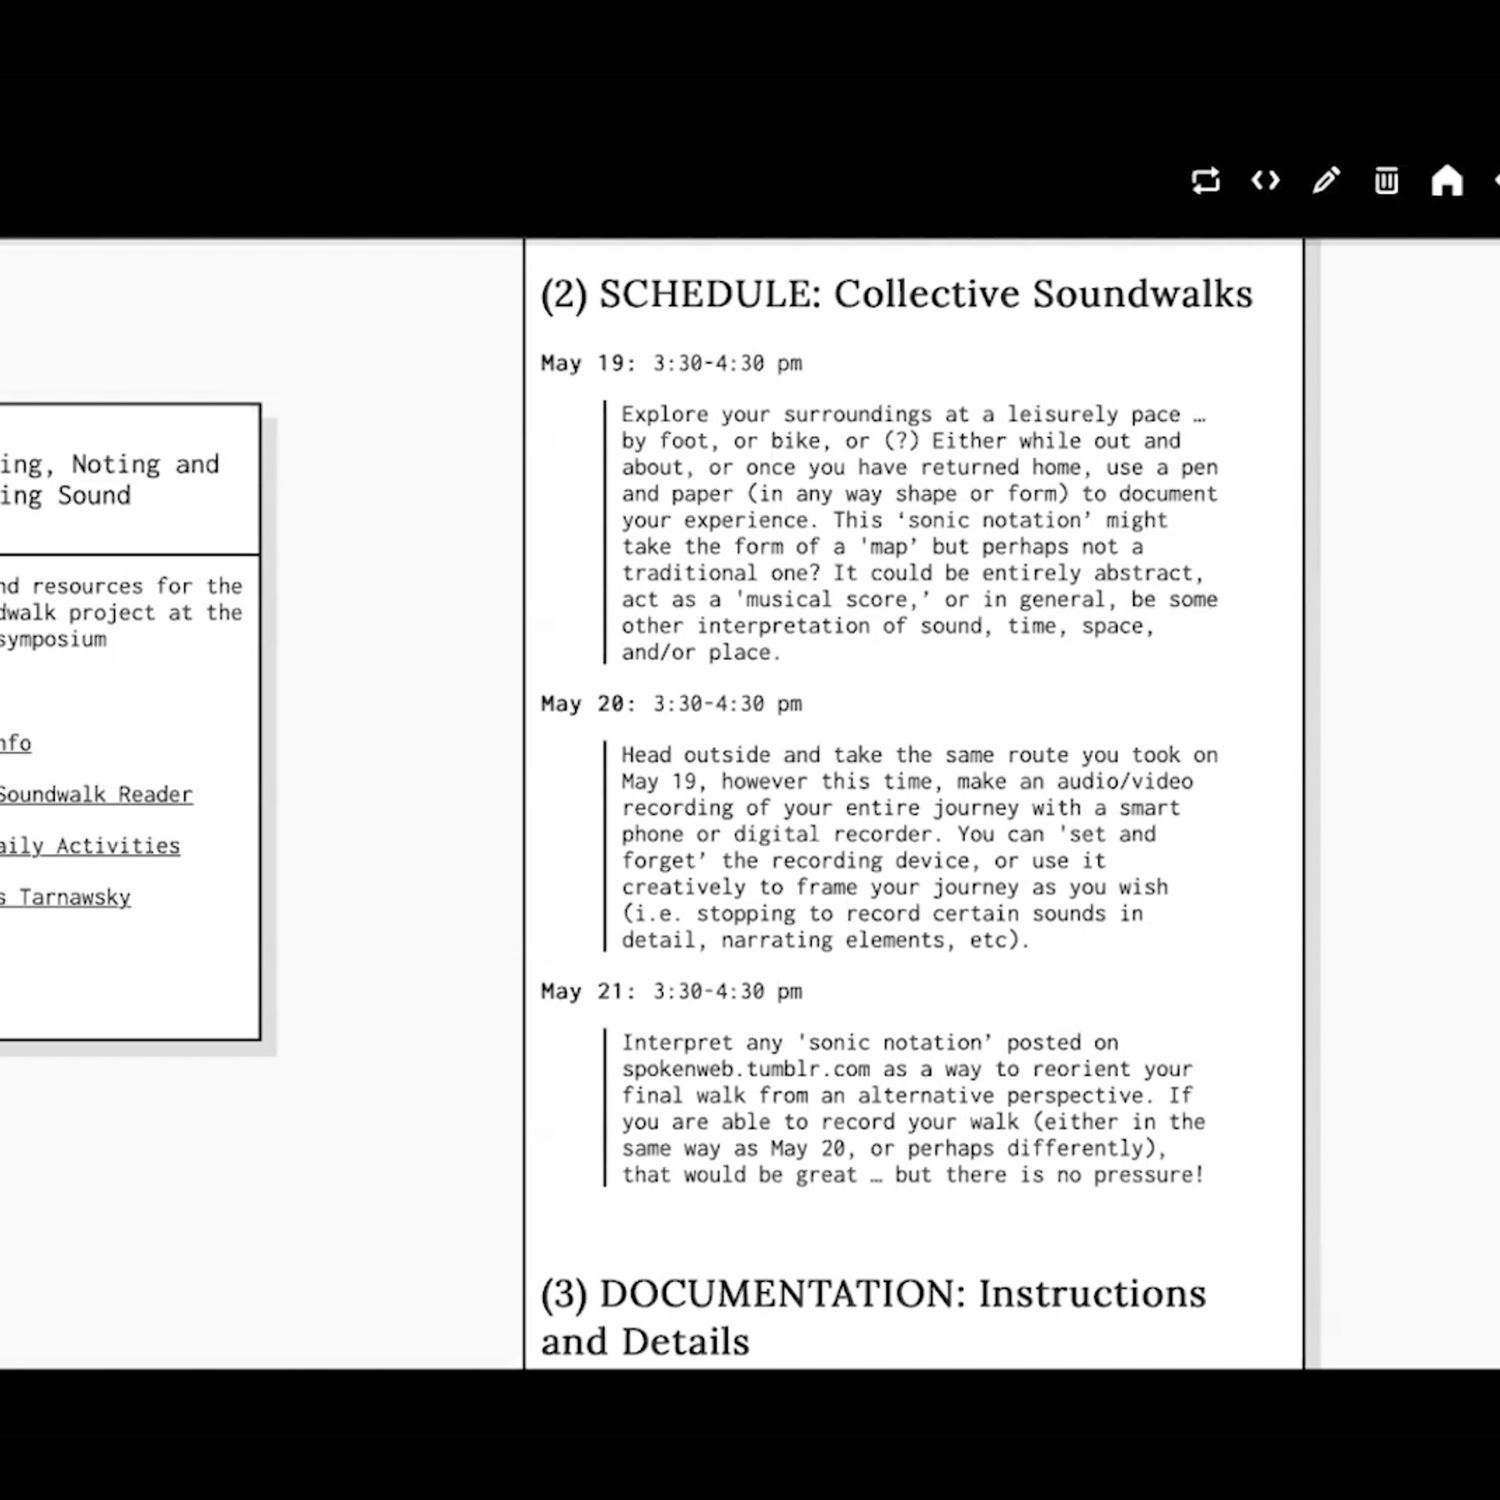 ing, Noting and
ing Sound
nd resources for the
dwalk project at the
symposium
nfo
Soundwalk Reader
aily Activities
s Tarnawsky
(2) SCHEDULE: Collective Soundwalks
May 19: 3:30-4:30 pm
Explore your surroundings at a leisurely pace …
by foot, or bike, or (?) Either while out and
about, or once you have returned home, use a pen
and paper (in any way shape or form) to document
your experience. This ‘sonic notation’ might
take the form of a 'map’ but perhaps not a
traditional one? It could be entirely abstract,
act as a 'musical score,’ or in general, be some
other interpretation of sound, time, space,
and/or place.
May 20: 3:30-4:30 pm
Head outside and take the same route you took on
May 19, however this time, make an audio/video
recording of your entire journey with a smart
phone or digital recorder. You can 'set and
forget’ the recording device, or use it
creatively to frame your journey as you wish
(i.e. stopping to record certain sounds in
detail, narrating elements, etc).
May 21: 3:30-4:30 pm
Interpret any 'sonic notation’ posted on
spokenweb.tumblr.com as a way to reorient your
final walk from an alternative perspective. If
you are able to record your walk (either in the
same way as May 20, or perhaps differently),
that would be great … but there is no pressure!
(3) DOCUMENTATION: Instructions
and Details